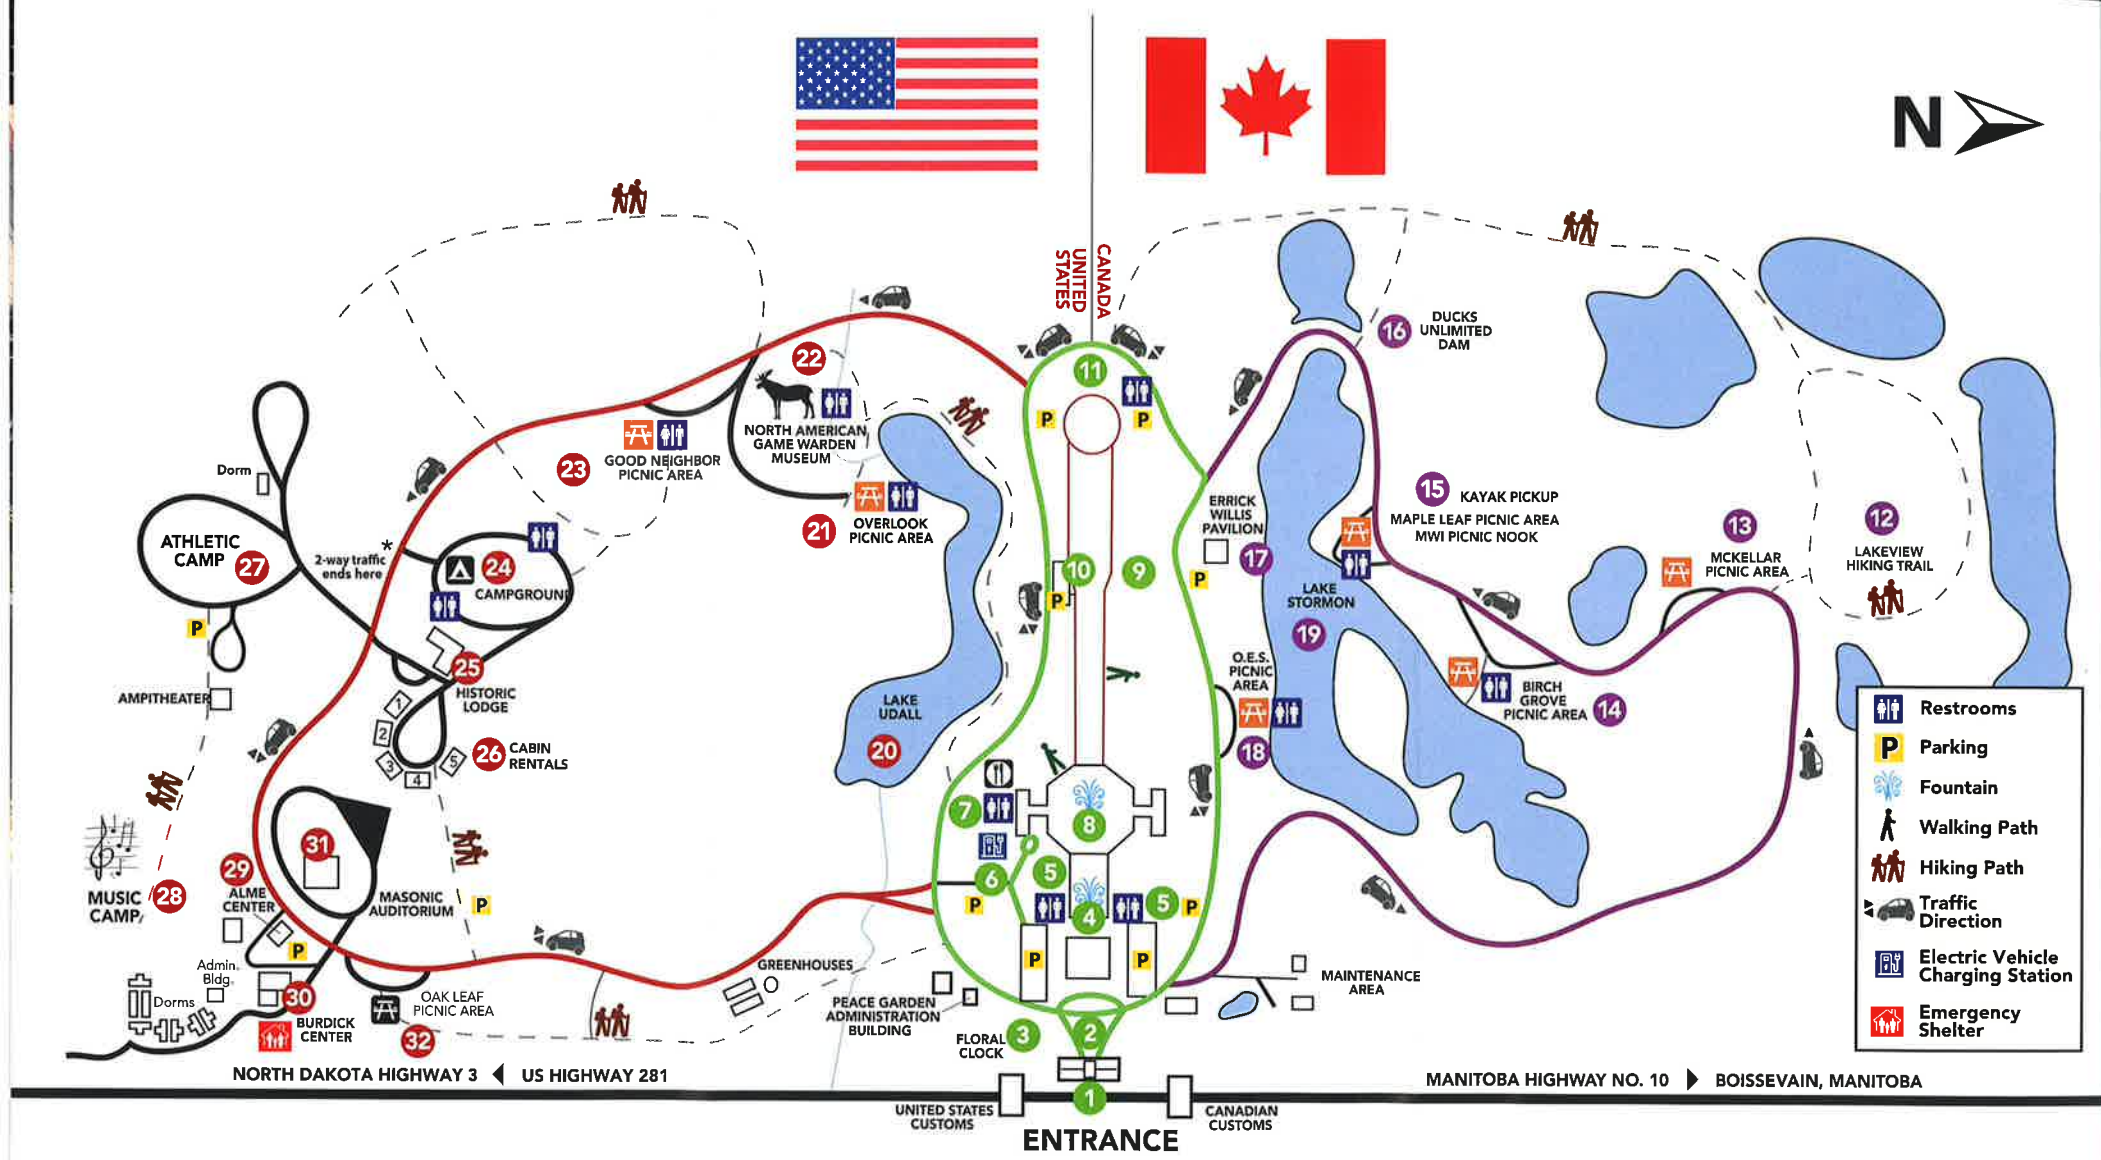 N
CANADA
UNITED
STATES
16
DUCKS
UNLIMITED
DAM
22
11
P
P
NORTH AMERICAN
GAME WARDEN
MUSEUM
23
GOOD NEIGHBOR
PICNIC AREA
Dorm
21
OVERLOOK
PICNIC AREA
ERRICK
WILLIS
PAVILION
17
P
15
KAYAK PICKUP
MAPLE LEAF PICNIC AREA
MWI PICNIC NOOK
13
MCKELLAR
PICNIC AREA
12
LAKEVIEW
HIKING TRAIL
ATHLETIC
CAMP
27
2-way traffic
ends here
*
24
CAMPGROUND
10
9
P
LAKE
STORMON
19
P
25
HISTORIC
LODGE
AMPITHEATER
1
2
3
4
5
26
CABIN
RENTALS
LAKE
UDALL
20
O.E.S.
PICNIC
AREA
18
BIRCH
GROVE
PICNIC AREA
14
7
8
6
5
5
4
P
P
P
P
31
29
ALME
CENTER
MASONIC
AUDITORIUM
P
MUSIC
CAMP
28
P
Admin.
Bldg.
Dorms
30
BURDICK
CENTER
OAK LEAF
PICNIC AREA
32
GREENHOUSES
PEACE GARDEN
ADMINISTRATION
BUILDING
FLORAL
CLOCK
3
2
MAINTENANCE
AREA
Restrooms
P
Parking
Fountain
Walking Path
Hiking Path
Traffic
Direction
Electric Vehicle
Charging Station
Emergency
Shelter
NORTH DAKOTA HIGHWAY 3
US HIGHWAY 281
MANITOBA HIGHWAY NO. 10
BOISSEVAIN, MANITOBA
1
UNITED STATES
CUSTOMS
CANADIAN
CUSTOMS
ENTRANCE